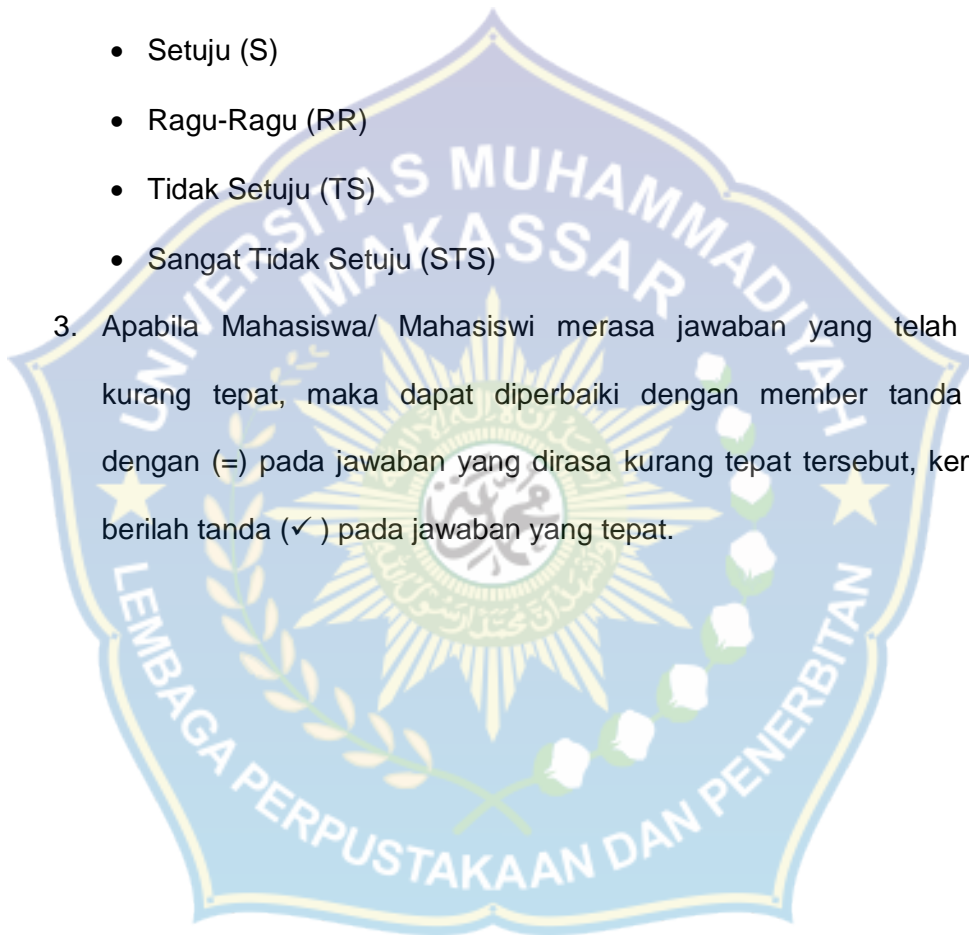 • Setuju (S)
• Ragu-Ragu (RR)
• Tidak Setuju (TS)
• Sangat Tidak Setuju (STS)
3. Apabila Mahasiswa/ Mahasiswi merasa jawaban yang telah
kurang tepat, maka dapat diperbaiki dengan member tanda
dengan (=) pada jawaban yang dirasa kurang tepat tersebut,
berilah tanda (✓ ) pada jawaban yang tepat.
UNIVERSITAS MUHAMMADIYAH
MAKASSAR
LEMBAGA PERPUSTAKAAN DAN PENERBITAN